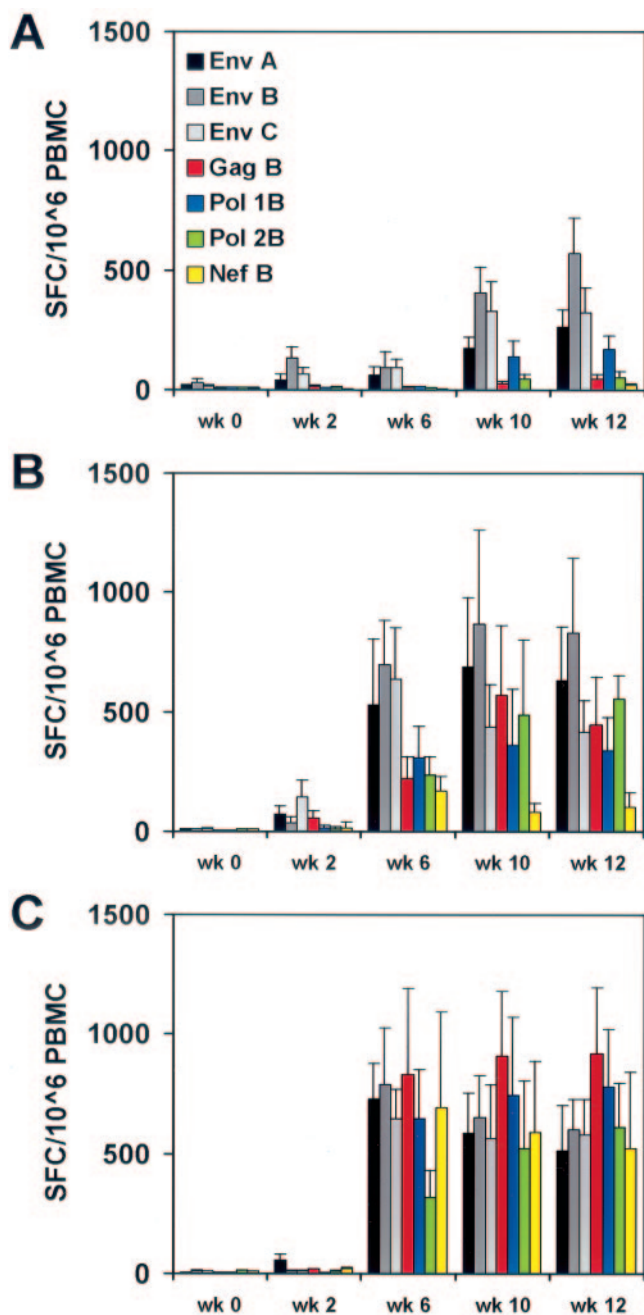 A
SFC/10^6 PBMC
1500
1000
500
0
Env A
Env B
Env C
Gag B
Pol 1B
Pol 2B
Nef B
wk 0 wk 2 wk 6 wk 10 wk 12
B
SFC/10^6 PBMC
1500
1000
500
0
wk 0 wk 2 wk 6 wk 10 wk 12
C
SFC/10^6 PBMC
1500
1000
500
0
wk 0 wk 2 wk 6 wk 10 wk 12